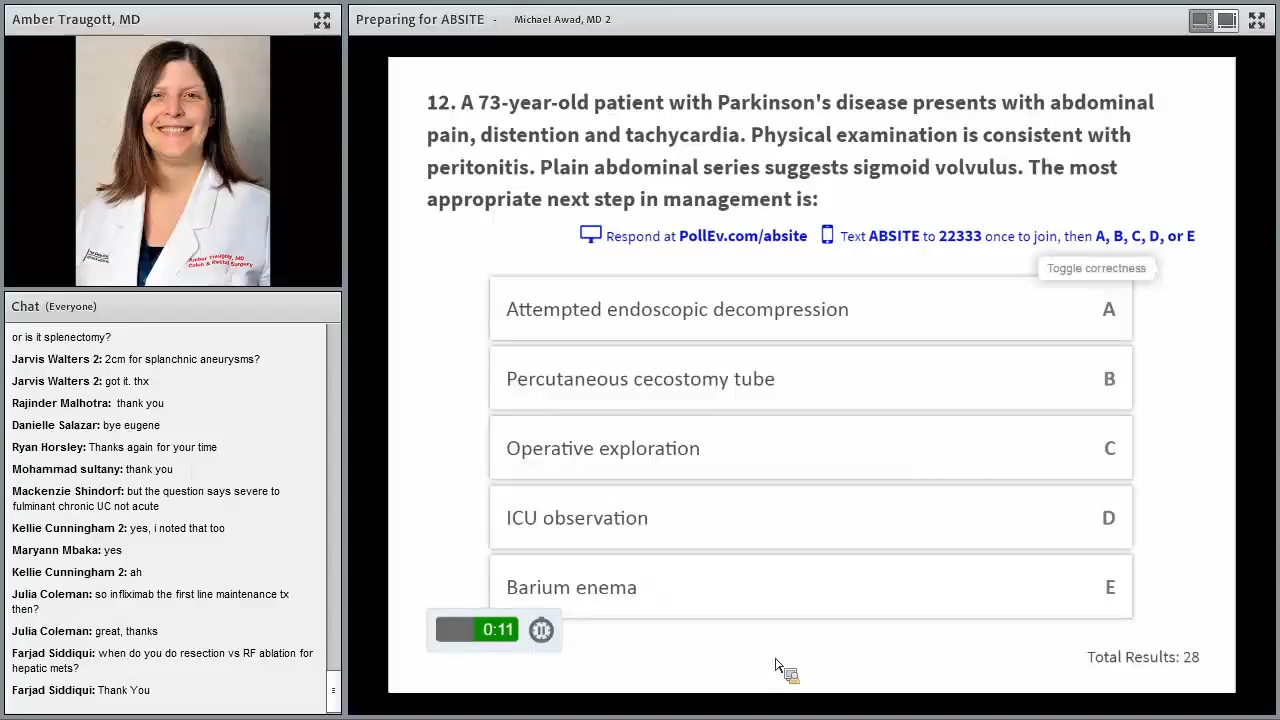 Amber Traugott, MD
Preparing for ABSITE - Michael Awad, MD 2
Amber Traugott, MD
Colon & Rectal Surgery
Chat (Everyone)
or is it splenectomy?
Jarvis Walters 2: 2cm for splanchnic aneurysms?
Jarvis Walters 2: got it. thx
Rajinder Malhotra: thank you
Danielle Salazar: bye eugene
Ryan Horsley: Thanks again for your time
Mohammad sultany: thank you
Mackenzie Shindorf: but the question says severe to
fulminant chronic UC not acute
Kellie Cunningham 2: yes, i noted that too
Maryann Mbaka: yes
Kellie Cunningham 2: ah
Julia Coleman: so infliximab the first line maintenance tx
then?
Julia Coleman: great, thanks
Farjad Siddiqui: when do you do resection vs RF ablation for
hepatic mets?
Farjad Siddiqui: Thank You
12. A 73-year-old patient with Parkinson's disease presents with abdominal
pain, distention and tachycardia. Physical examination is consistent with
peritonitis. Plain abdominal series suggests sigmoid volvulus. The most
appropriate next step in management is:
Respond at PollEv.com/absite Text ABSITE to 22333 once to join, then A, B, C, D, or E
Toggle correctness
Attempted endoscopic decompression A
Percutaneous cecostomy tube B
Operative exploration C
ICU observation D
Barium enema E
0:11
Total Results: 28